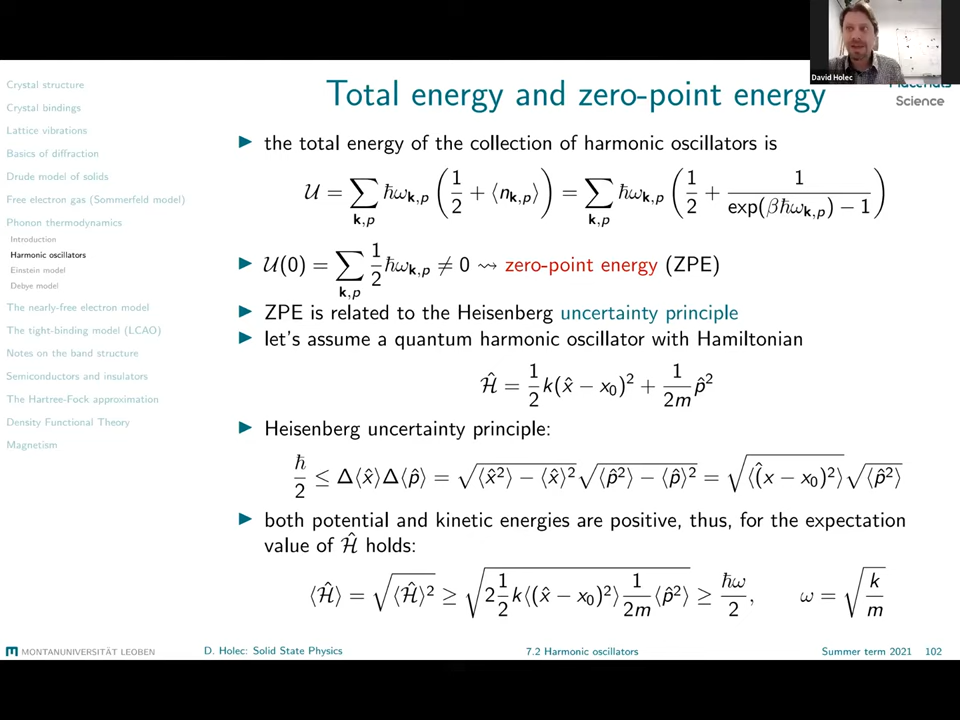 David Holec
Materials
Science
Crystal structure
Crystal bindings
Lattice vibrations
Basics of diffraction
Drude model of solids
Free electron gas (Sommerfeld model)
Phonon thermodynamics
Introduction
Harmonic oscillators
Einstein model
Debye model
The nearly-free electron model
The tight-binding model (LCAO)
Notes on the band structure
Semiconductors and insulators
The Hartree-Fock approximation
Density Functional Theory
Magnetism
Total energy and zero-point energy
▶ the total energy of the collection of harmonic oscillators is
𝒰 = ∑_{k,p} ℏω_{k,p} (1/2 + ⟨n_{k,p}⟩) = ∑_{k,p} ℏω_{k,p} (1/2 + 1/(exp(βℏω_{k,p}) − 1))
▶ 𝒰(0) = ∑_{k,p} 1/2 ℏω_{k,p} ≠ 0 ⇝ zero-point energy (ZPE)
▶ ZPE is related to the Heisenberg uncertainty principle
▶ let's assume a quantum harmonic oscillator with Hamiltonian
Ĥ = 1/2 k(x̂ − x₀)² + 1/2m p̂²
▶ Heisenberg uncertainty principle:
ℏ/2 ≤ Δ⟨x̂⟩Δ⟨p̂⟩ = √(⟨x̂²⟩ − ⟨x̂⟩²) √(⟨p̂²⟩ − ⟨p̂⟩²) = √⟨(̂x − x₀)²⟩ √⟨p̂²⟩
▶ both potential and kinetic energies are positive, thus, for the expectation
value of Ĥ holds:
⟨Ĥ⟩ = √(⟨Ĥ⟩²) ≥ √(2 1/2 k⟨(x̂ − x₀)²⟩ 1/2m ⟨p̂²⟩) ≥ ℏω/2, ω = √(k/m)
MONTANUNIVERSITÄT LEOBEN D. Holec: Solid State Physics 7.2 Harmonic oscillators Summer term 2021 102